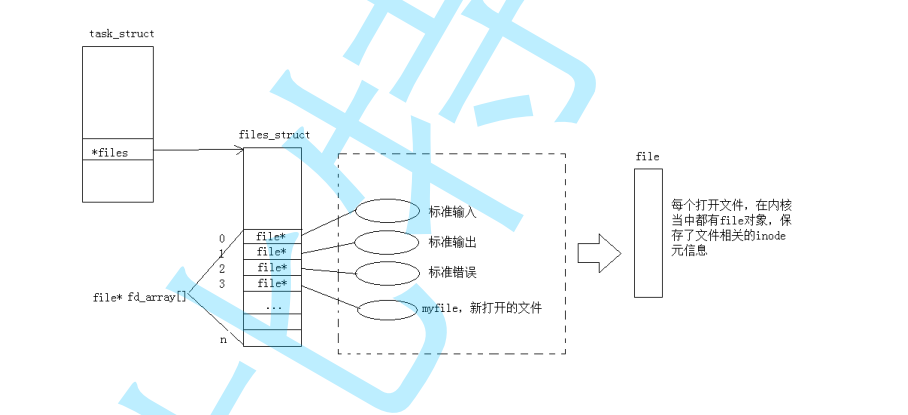 task_struct
*files
files_struct
file* fd_array[]
0
1
2
3
n
file*
file*
file*
file*
...
标准输入
标准输出
标准错误
myfile，新打开的文件
file
每个打开文件，在内核
当中都有file对象，保
存了文件相关的inode
元信息
比特